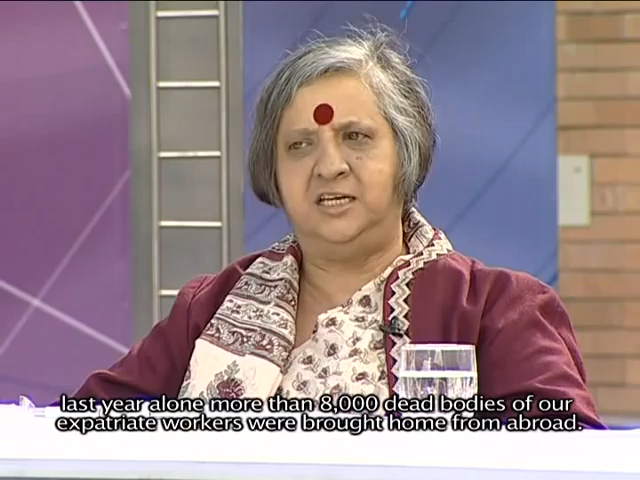 last year alone more than 8,000 dead bodies of our
expatriate workers were brought home from abroad.